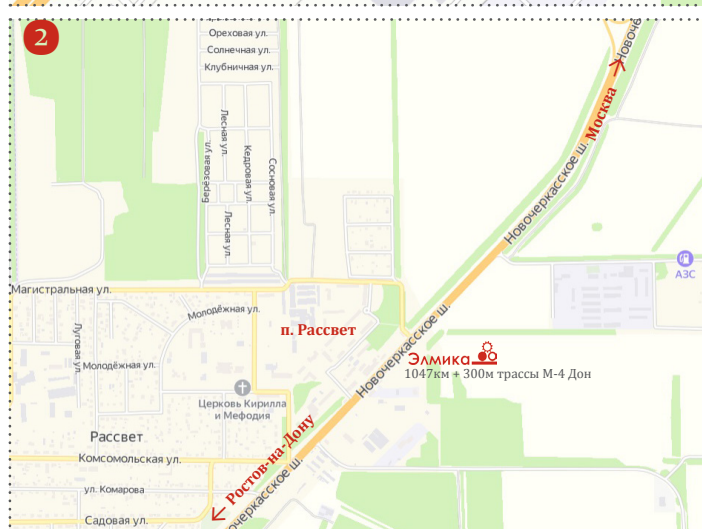 2
Ореховая ул.
Солнечная ул.
Клубничная ул.
Новоче
Москва
Лесная ул.
Кедровая ул.
Березовая ул.
Сосновая ул.
Лесная ул.
Новочеркасское ш.
АЗС
Магистральная ул.
Молодёжная ул.
п. Рассвет
Новочеркасское ш.
Луговая ул.
Элмика
1047км + 300м трассы М-4 Дон
Молодёжная ул.
Церковь Кирилла
и Мефодия
Рассвет
Ростов-на-Дону
Комсомольская ул.
ул. Комарова
очеркасское ш.
Садовая ул.